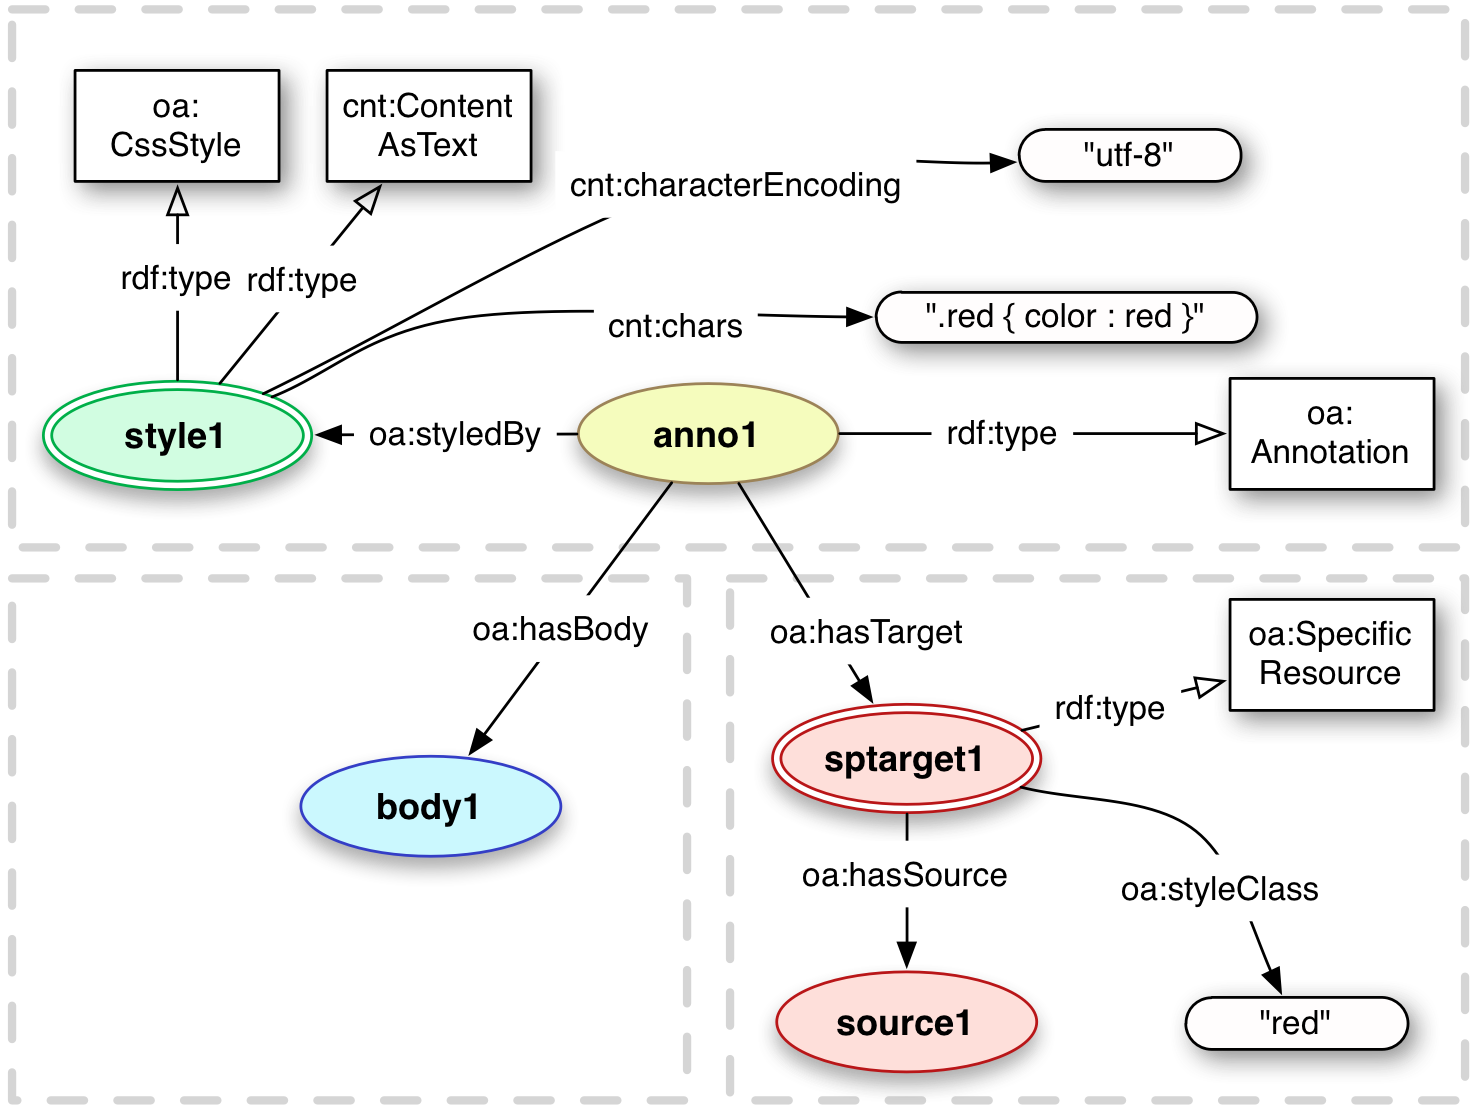 oa:
CssStyle
cnt:Content
AsText
cnt:characterEncoding
"utf-8"
rdf:type
rdf:type
cnt:chars
".red { color : red }"
style1
oa:styledBy
anno1
rdf:type
oa:
Annotation
oa:hasBody
body1
oa:hasTarget
oa:Specific
Resource
rdf:type
sptarget1
oa:hasSource
oa:styleClass
source1
"red"